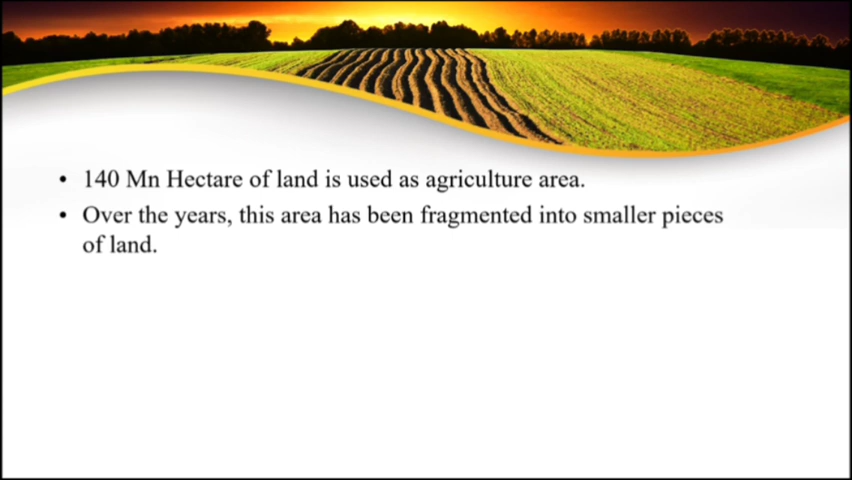 • 140 Mn Hectare of land is used as agriculture area.
• Over the years, this area has been fragmented into smaller pieces
of land.